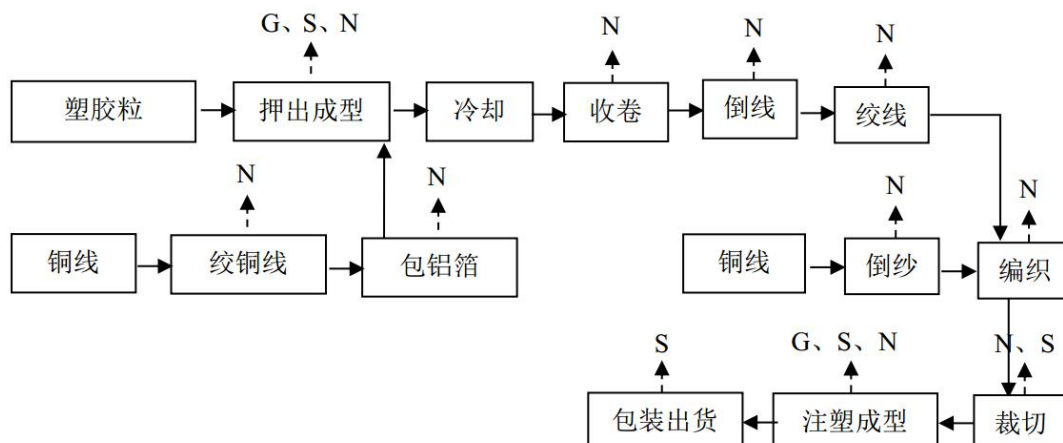 G、S、N
N
N
N
塑胶粒
押出成型
冷却
收卷
倒线
绞线
N
N
N
N
铜线
绞铜线
包铝箔
铜线
倒纱
编织
S
G、S、N
N、S
包装出货
注塑成型
裁切